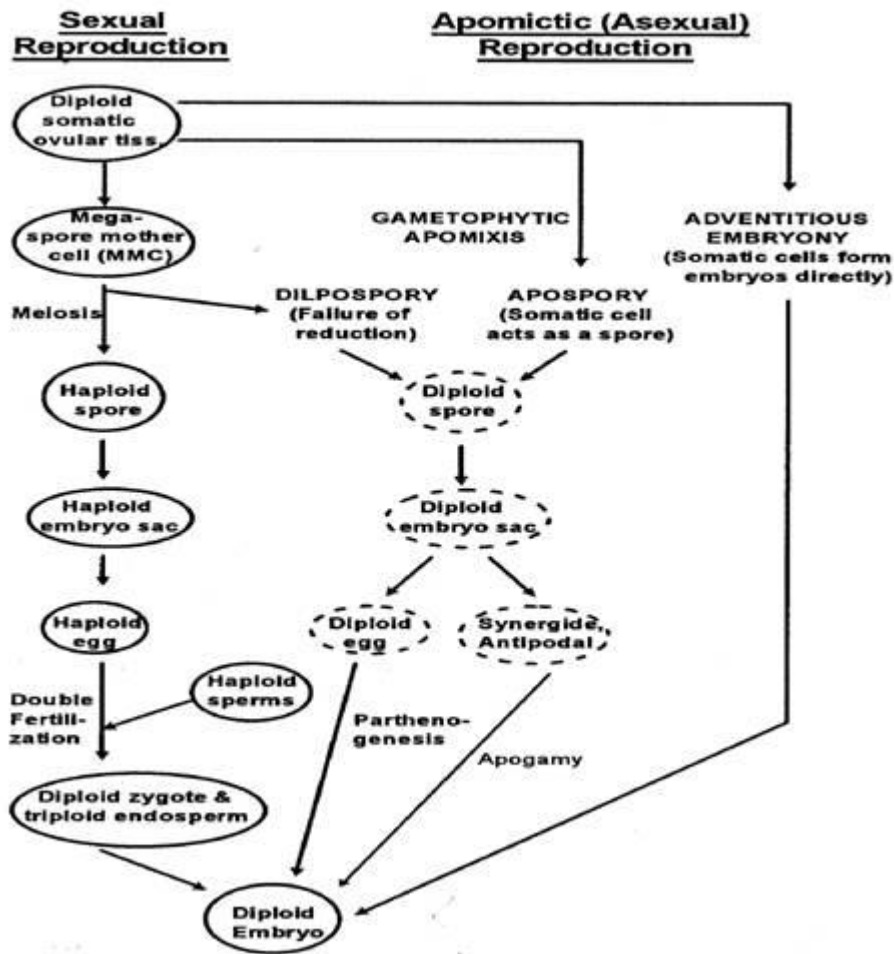 Sexual
Reproduction
Apomictic (Asexual)
Reproduction
Diploid
somatic
ovular tiss.
Mega-
spore mother
cell (MMC)
GAMETOPHYTIC
APOMIXIS
ADVENTITIOUS
EMBRYONY
(Somatic cells form
embryos directly)
Meiosis
DILPOSPORY
(Failure of
reduction)
APOSPORY
(Somatic cell
acts as a spore)
Haploid
spore
Diploid
spore
Haploid
embryo sac
Diploid
embryo sac
Haploid
egg
Diploid
egg
Synergide,
Antipodal
Haploid
sperms
Double
Fertili-
zation
Partheno-
genesis
Apogamy
Diploid zygote &
triploid endosperm
Diploid
Embryo